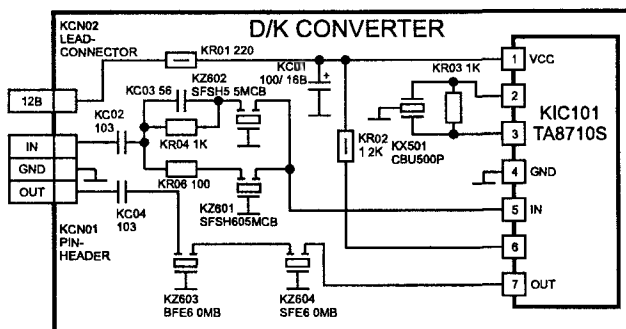 D/K CONVERTER
KCN02
LEAD-
CONNECTOR
KR01 220
KC01
100/ 16B
+
KR03 1K
1
VCC
KC03 56
KZ602
SFSH5 5MCB
12B
KC02
103
2
KIC101
TA8710S
IN
KR04 1K
KR02
1 2K
KX501
CBU500P
3
GND
4
GND
OUT
KR06 100
KC04
103
KZ601
SFSH605MCB
5
IN
KCN01
PIN-
HEADER
6
7
OUT
KZ603
BFE6 0MB
KZ604
SFE6 0MB